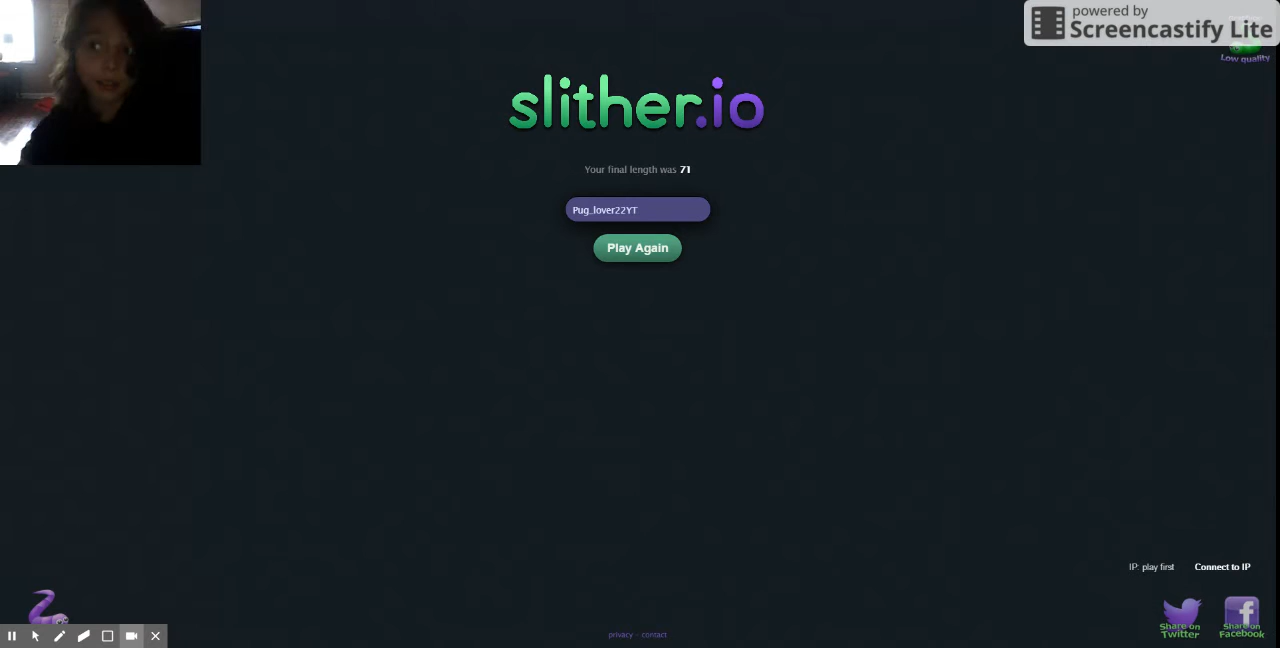 powered by
Screencastify Lite
Low quality
slither.io
Your final length was 71
Pug_lover22YT
Play Again
IP: play first
Connect to IP
Share on
Twitter
Share on
Facebook
privacy - contact